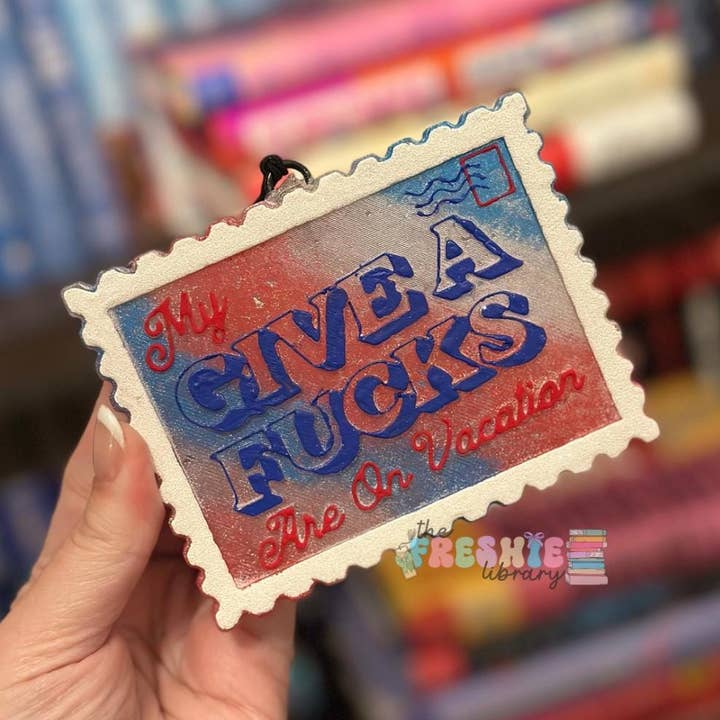 My
GIVE A
FUCKS
Are On Vacation
the
FRESHIE
library